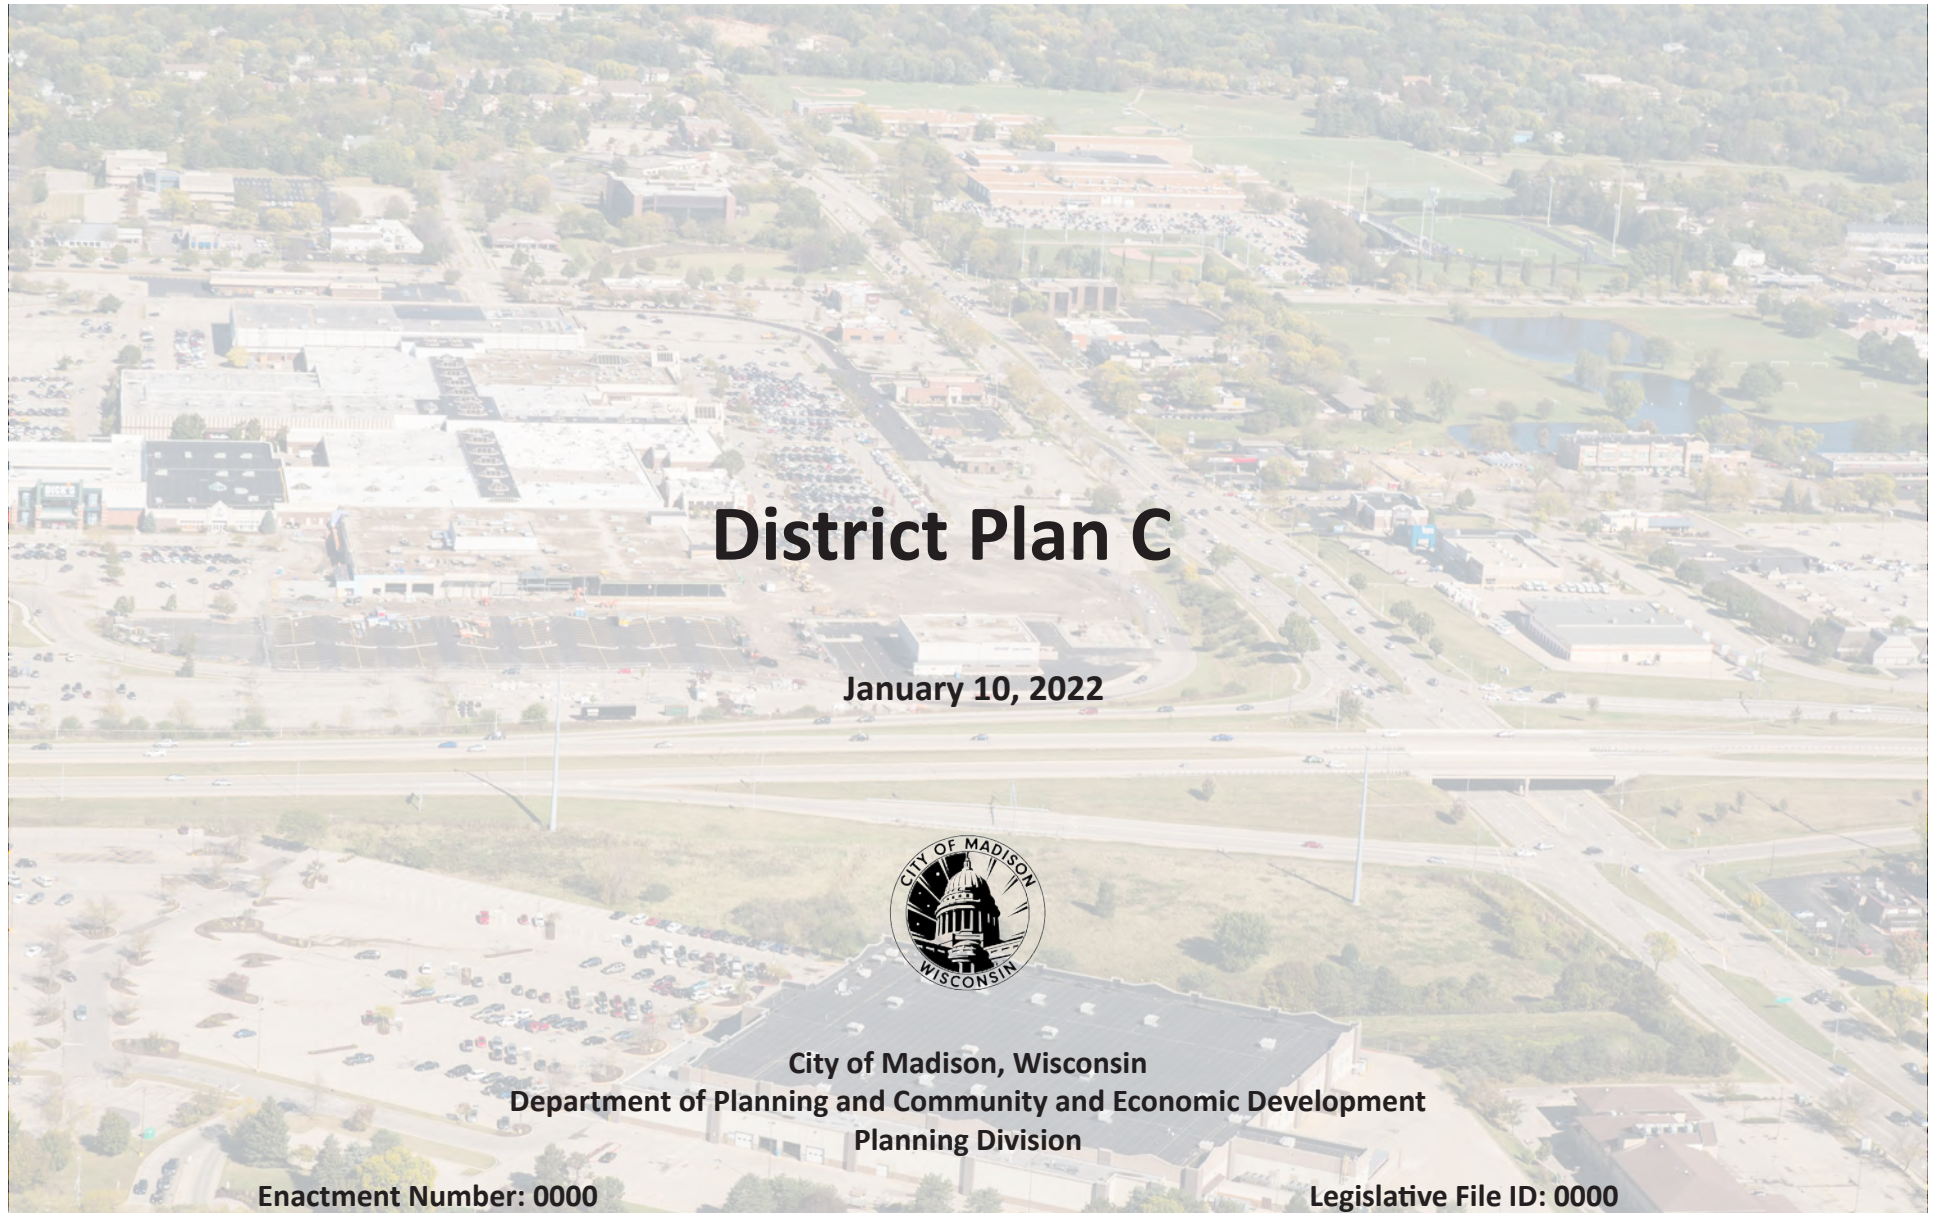 DICK'S
District Plan C
January 10, 2022
CITY OF MADISON
WISCONSIN
City of Madison, Wisconsin
Department of Planning and Community and Economic Development
Planning Division
Enactment Number: 0000
Legislative File ID: 0000